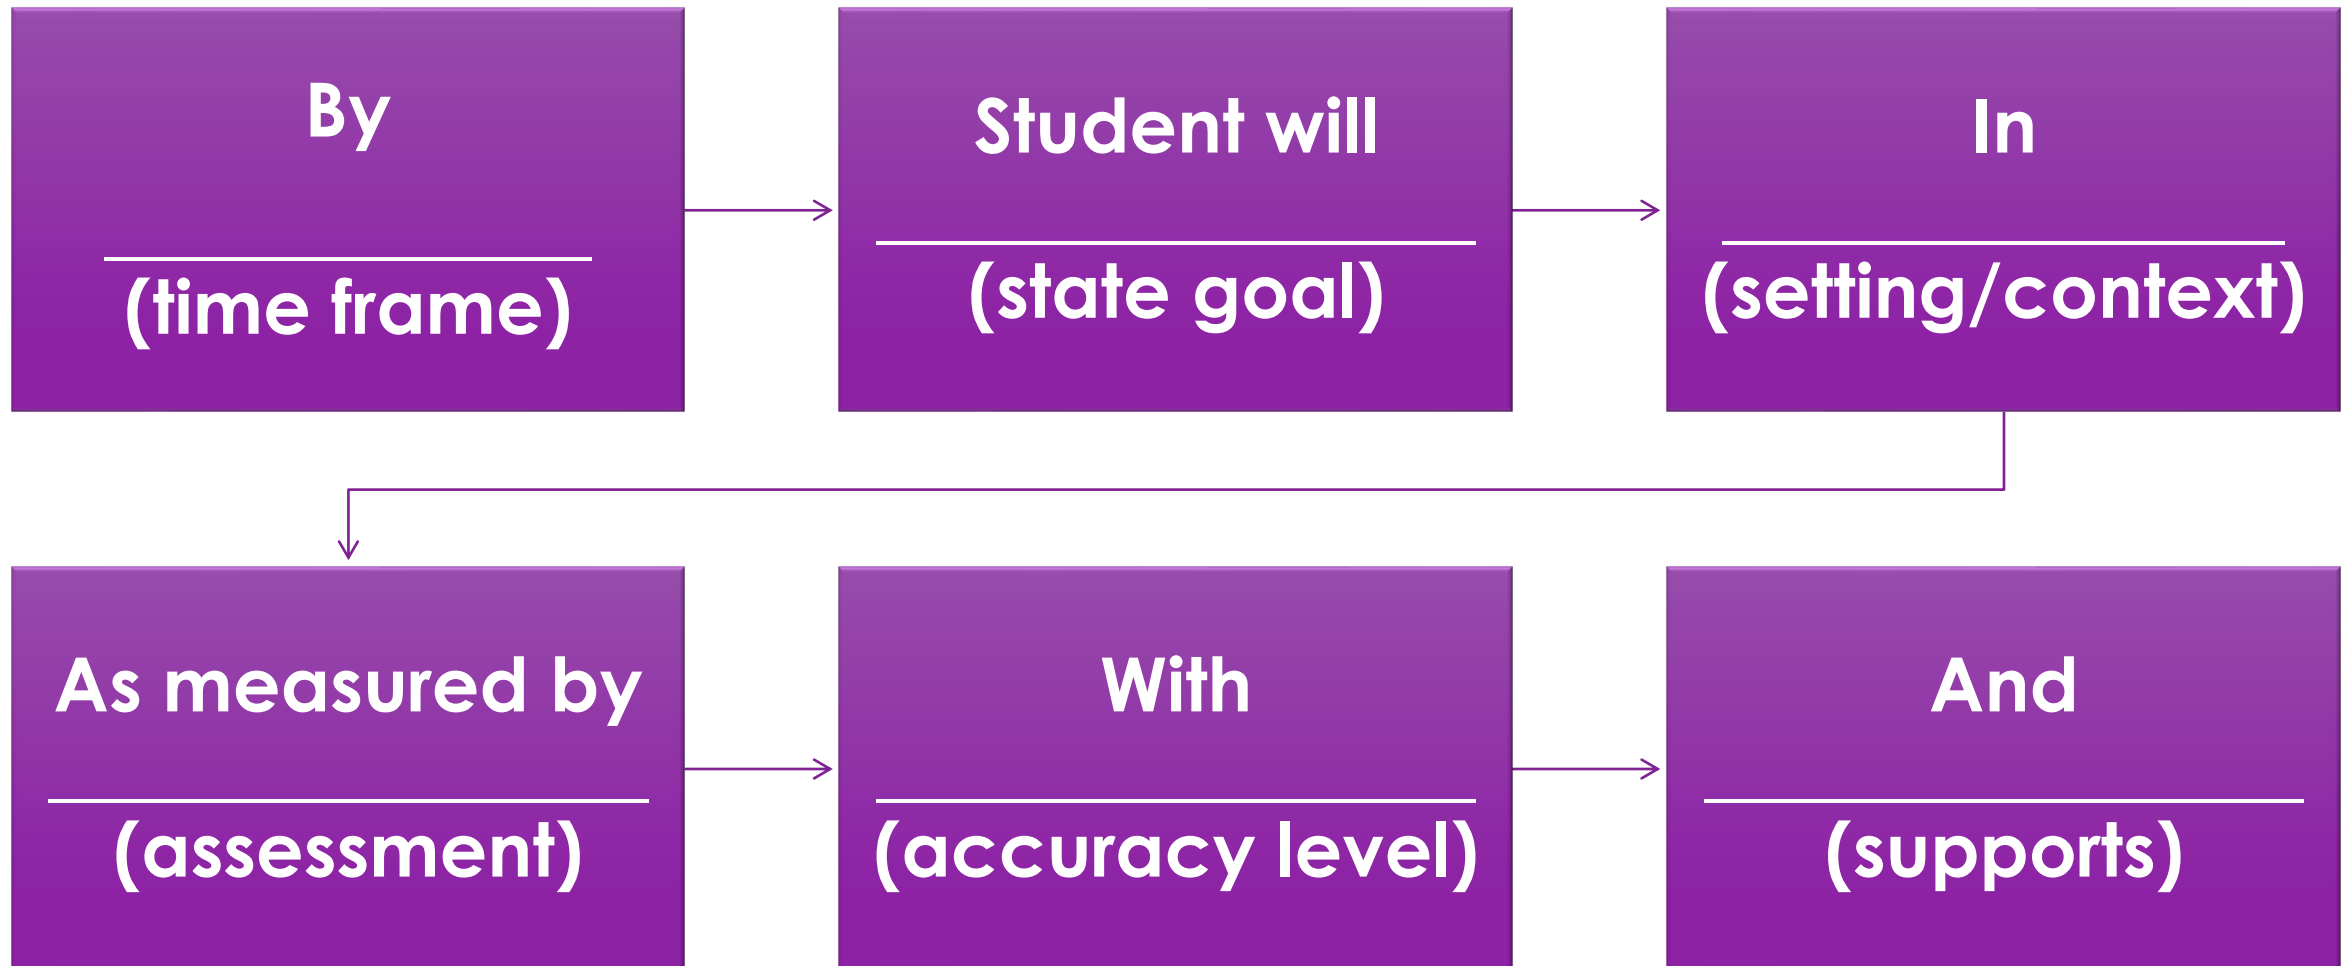 By
(time frame)
Student will
(state goal)
In
(setting/context)
As measured by
(assessment)
With
(accuracy level)
And
(supports)